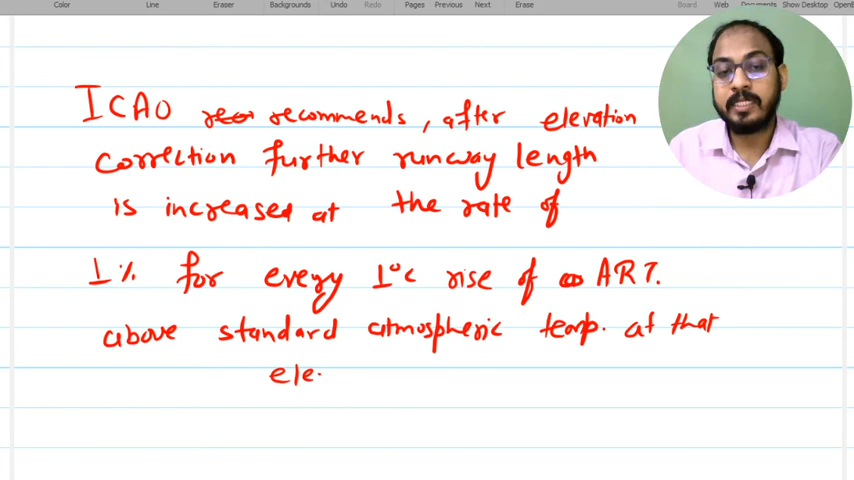 Color Line Eraser Backgrounds Undo Redo Pages Previous Next Erase Board Web Documents Show Desktop
ICAO recommends, after elevation
correction further runway length
is increased at the rate of
1% for every 1°C rise of ART.
above standard atmospheric temp. at that
ele.